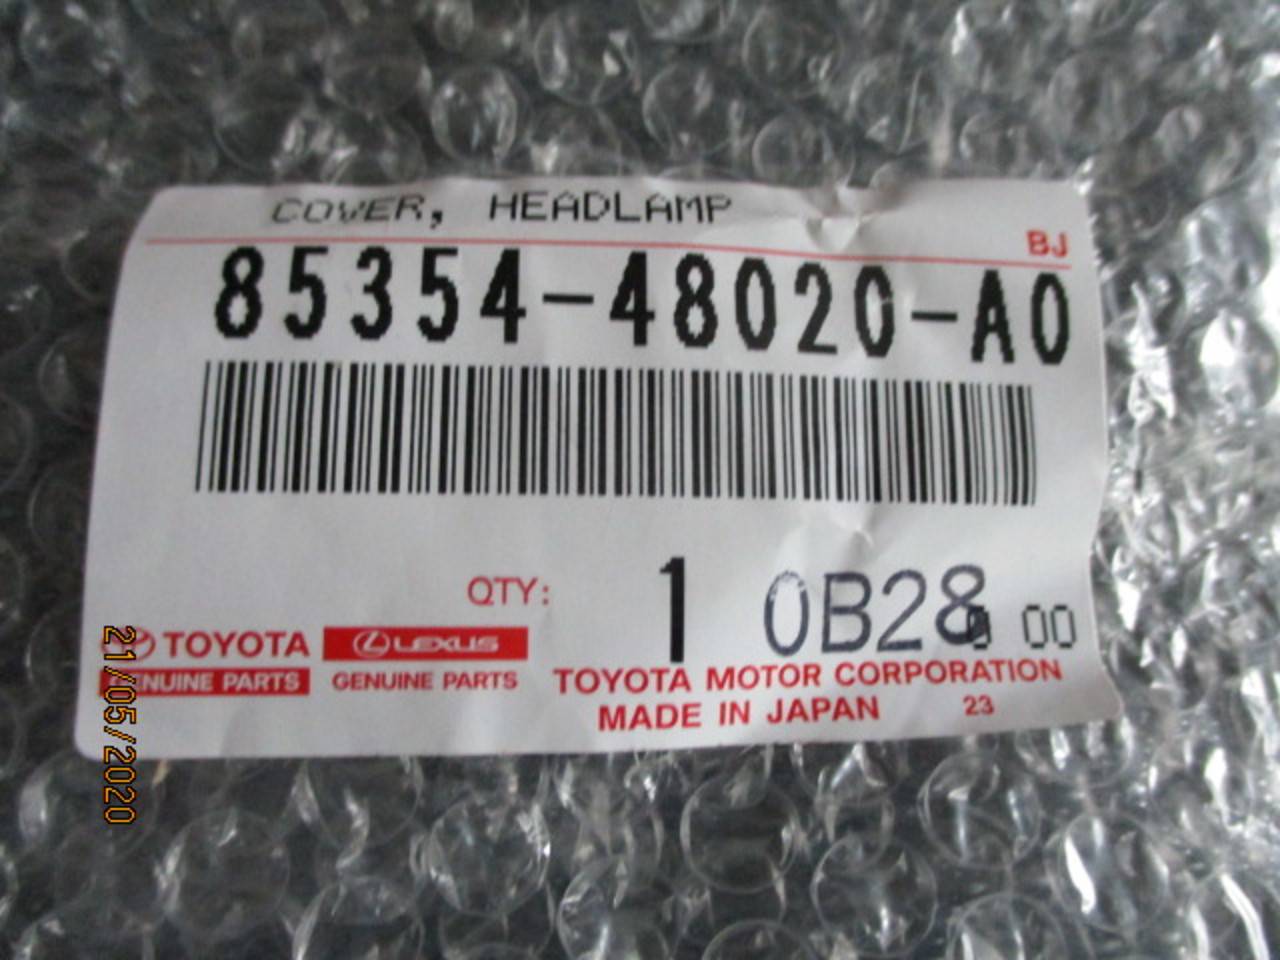 COVER, HEADLAMP
BJ
85354-48020-A0
QTY: 1 0B28 00
TOYOTA LEXUS
GENUINE PARTS GENUINE PARTS
TOYOTA MOTOR CORPORATION
MADE IN JAPAN 23
21/05/2020